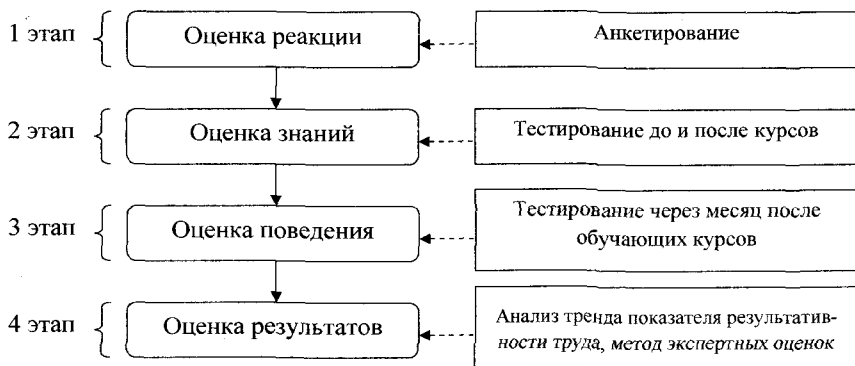 1 этап
Оценка реакции
Анкетирование
2 этап
Оценка знаний
Тестирование до и после курсов
3 этап
Оценка поведения
Тестирование через месяц после
обучающих курсов
4 этап
Оценка результатов
Анализ тренда показателя результатив-
ности труда, метод экспертных оценок